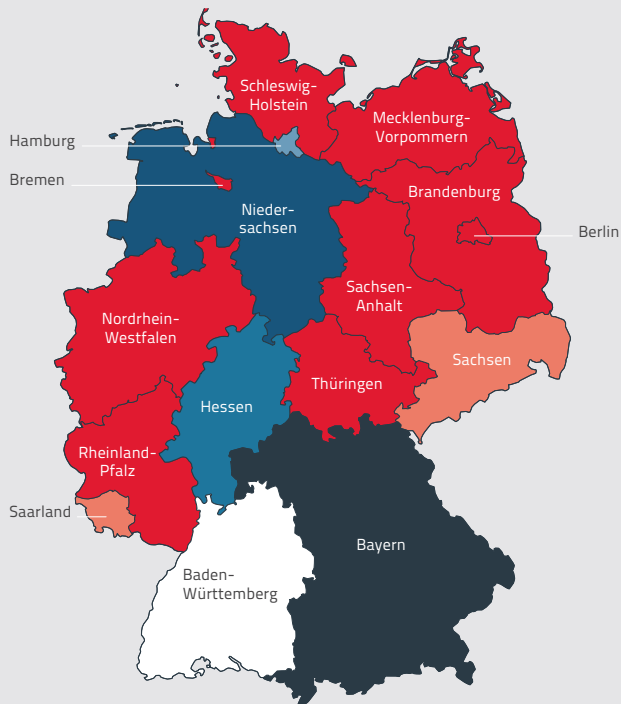 Schleswig-
Holstein
Mecklenburg-
Vorpommern
Hamburg
Bremen
Brandenburg
Nieder-
sachsen
Berlin
Sachsen-
Anhalt
Nordrhein-
Westfalen
Sachsen
Thüringen
Hessen
Rheinland-
Pfalz
Saarland
Bayern
Baden-
Württemberg